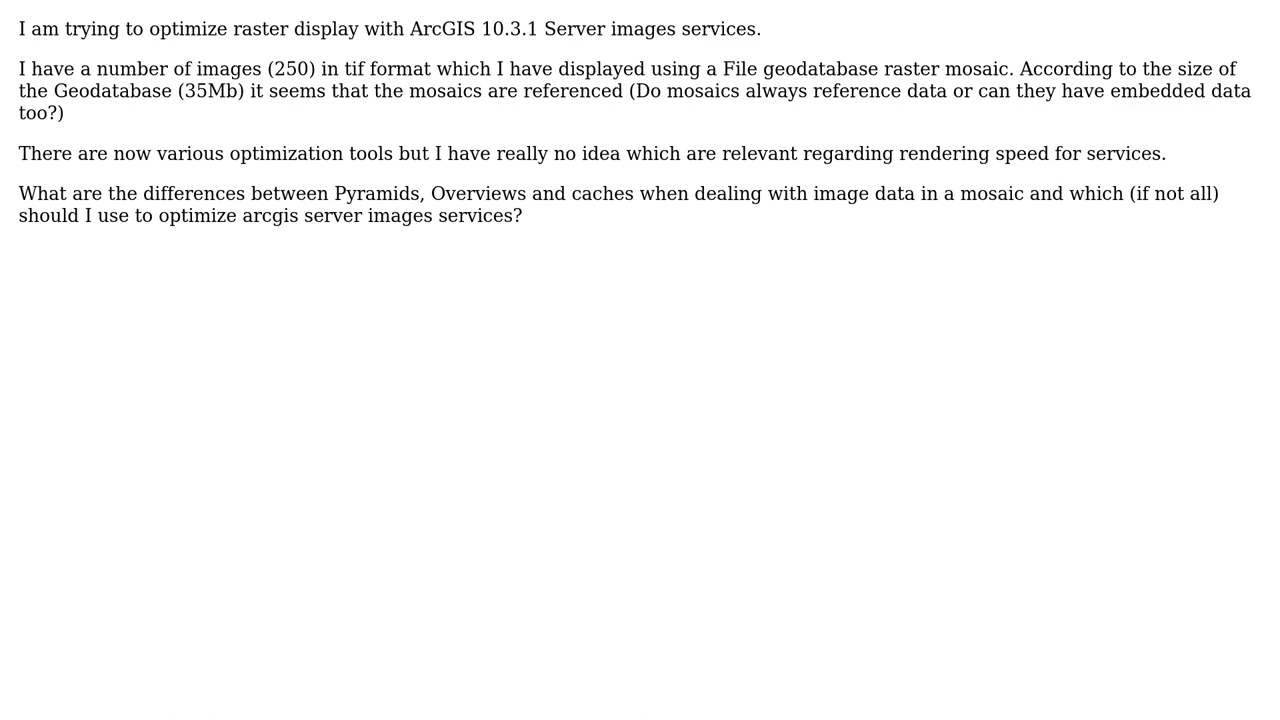 I am trying to optimize raster display with ArcGIS 10.3.1 Server images services.
I have a number of images (250) in tif format which I have displayed using a File geodatabase raster mosaic. According to the size of
the Geodatabase (35Mb) it seems that the mosaics are referenced (Do mosaics always reference data or can they have embedded data
too?)
There are now various optimization tools but I have really no idea which are relevant regarding rendering speed for services.
What are the differences between Pyramids, Overviews and caches when dealing with image data in a mosaic and which (if not all)
should I use to optimize arcgis server images services?